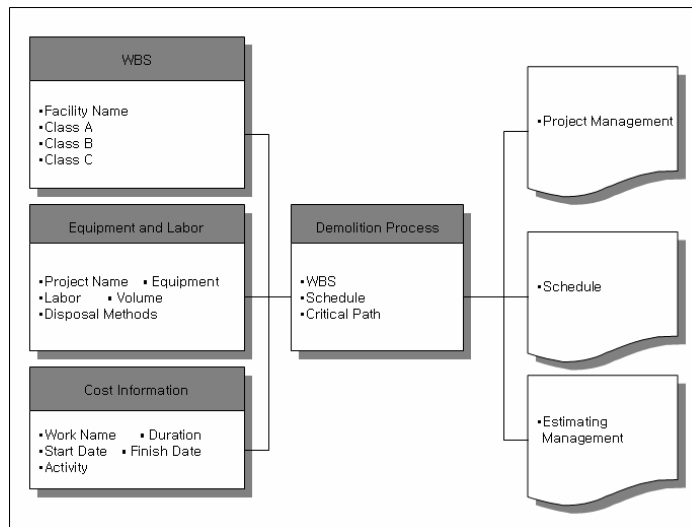 WBS
▪Facility Name
▪Class A
▪Class B
▪Class C
Equipment and Labor
▪Project Name ▪ Equipment
▪Labor ▪ Volume
▪Disposal Methods
Cost Information
▪Work Name ▪ Duration
▪Start Date ▪ Finish Date
▪Activity
Demolition Process
▪WBS
▪Schedule
▪Critical Path
▪Project Management
▪Schedule
▪Estimating
Management